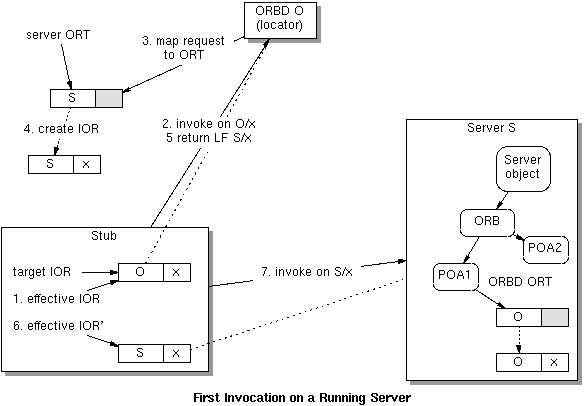 ORBD O
(locator)
server ORT
3. map request
to ORT
S
4. create IOR
S x
2. invoke on O/x
5 return LF S/x
Server S
Server
object
ORB
POA2
POA1
ORBD ORT
O
O x
Stub
target IOR
O x
1. effective IOR
7. invoke on S/x
6. effective IOR'
S x
First Invocation on a Running Server